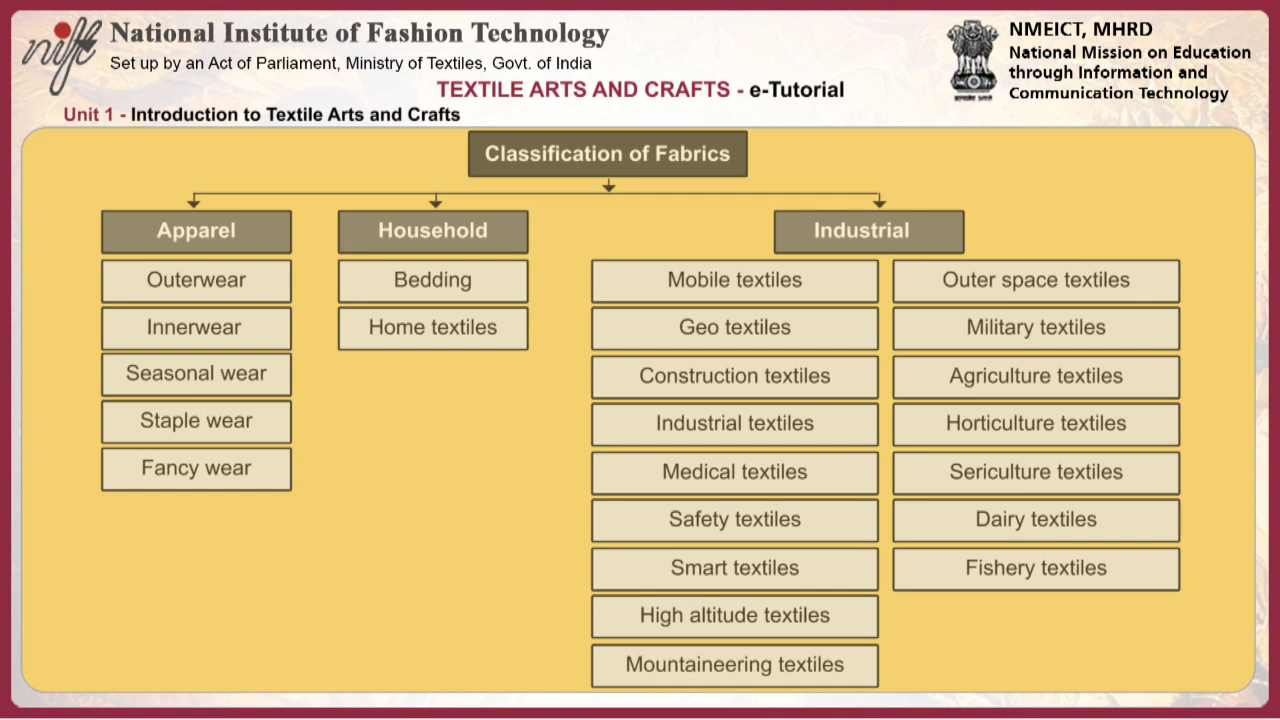 nift
National Institute of Fashion Technology
Set up by an Act of Parliament, Ministry of Textiles, Govt. of India
NMEICT, MHRD
National Mission on Education
through Information and
Communication Technology
TEXTILE ARTS AND CRAFTS - e-Tutorial
Unit 1 - Introduction to Textile Arts and Crafts
Classification of Fabrics
Apparel
Outerwear
Innerwear
Seasonal wear
Staple wear
Fancy wear
Household
Bedding
Home textiles
Industrial
Mobile textiles
Geo textiles
Construction textiles
Industrial textiles
Medical textiles
Safety textiles
Smart textiles
High altitude textiles
Mountaineering textiles
Outer space textiles
Military textiles
Agriculture textiles
Horticulture textiles
Sericulture textiles
Dairy textiles
Fishery textiles